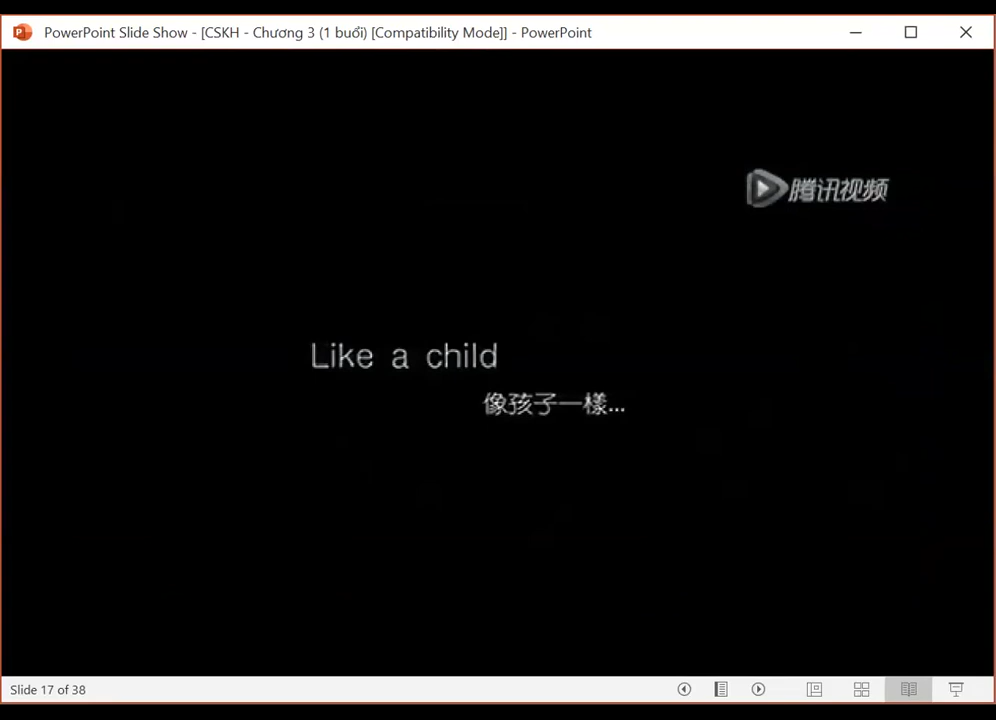 PowerPoint Slide Show - [CSKH - Chương 3 (1 buổi) [Compatibility Mode]] - PowerPoint
腾讯视频
Like a child
像孩子一樣...
Slide 17 of 38